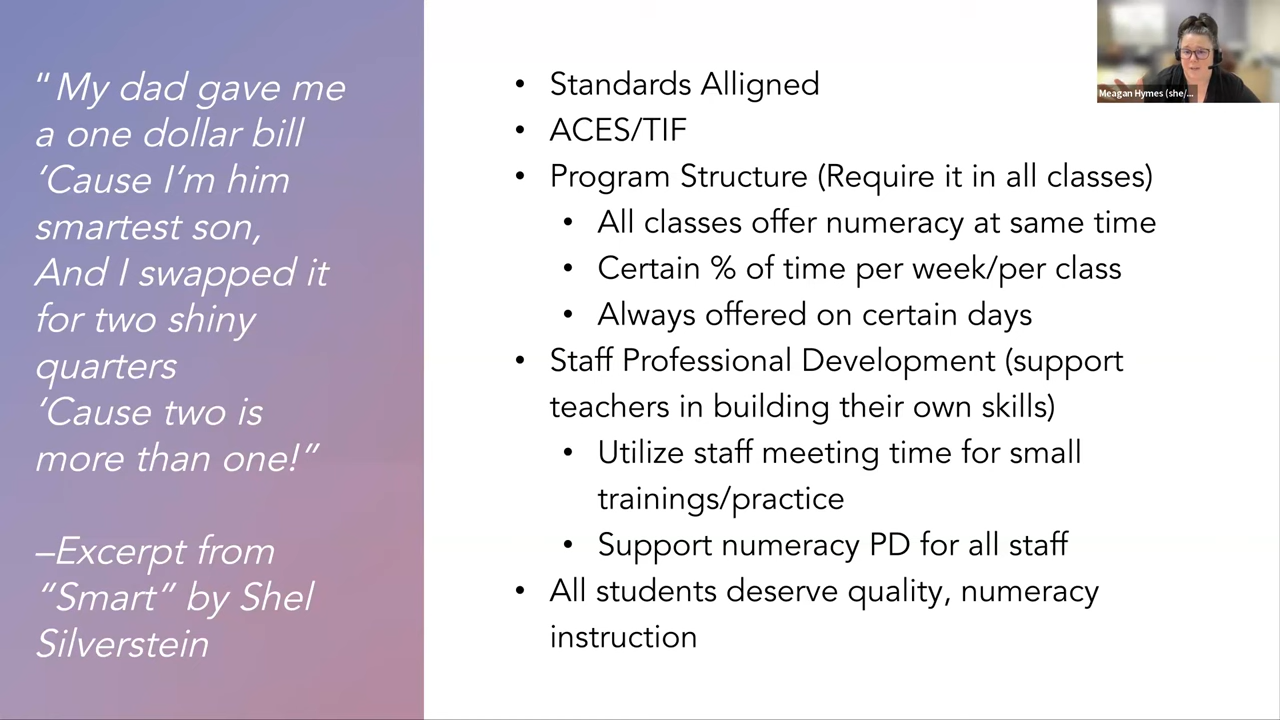 “ My dad gave me
a one dollar bill
‘Cause I’m him
smartest son,
And I swapped it
for two shiny
quarters
‘Cause two is
more than one!”
–Excerpt from
“Smart” by Shel
Silverstein
• Standards Alligned
• ACES/TIF
• Program Structure (Require it in all classes)
• All classes offer numeracy at same time
• Certain % of time per week/per class
• Always offered on certain days
• Staff Professional Development (support
teachers in building their own skills)
• Utilize staff meeting time for small
trainings/practice
• Support numeracy PD for all staff
• All students deserve quality, numeracy
instruction
Meagan Hymes (she/...